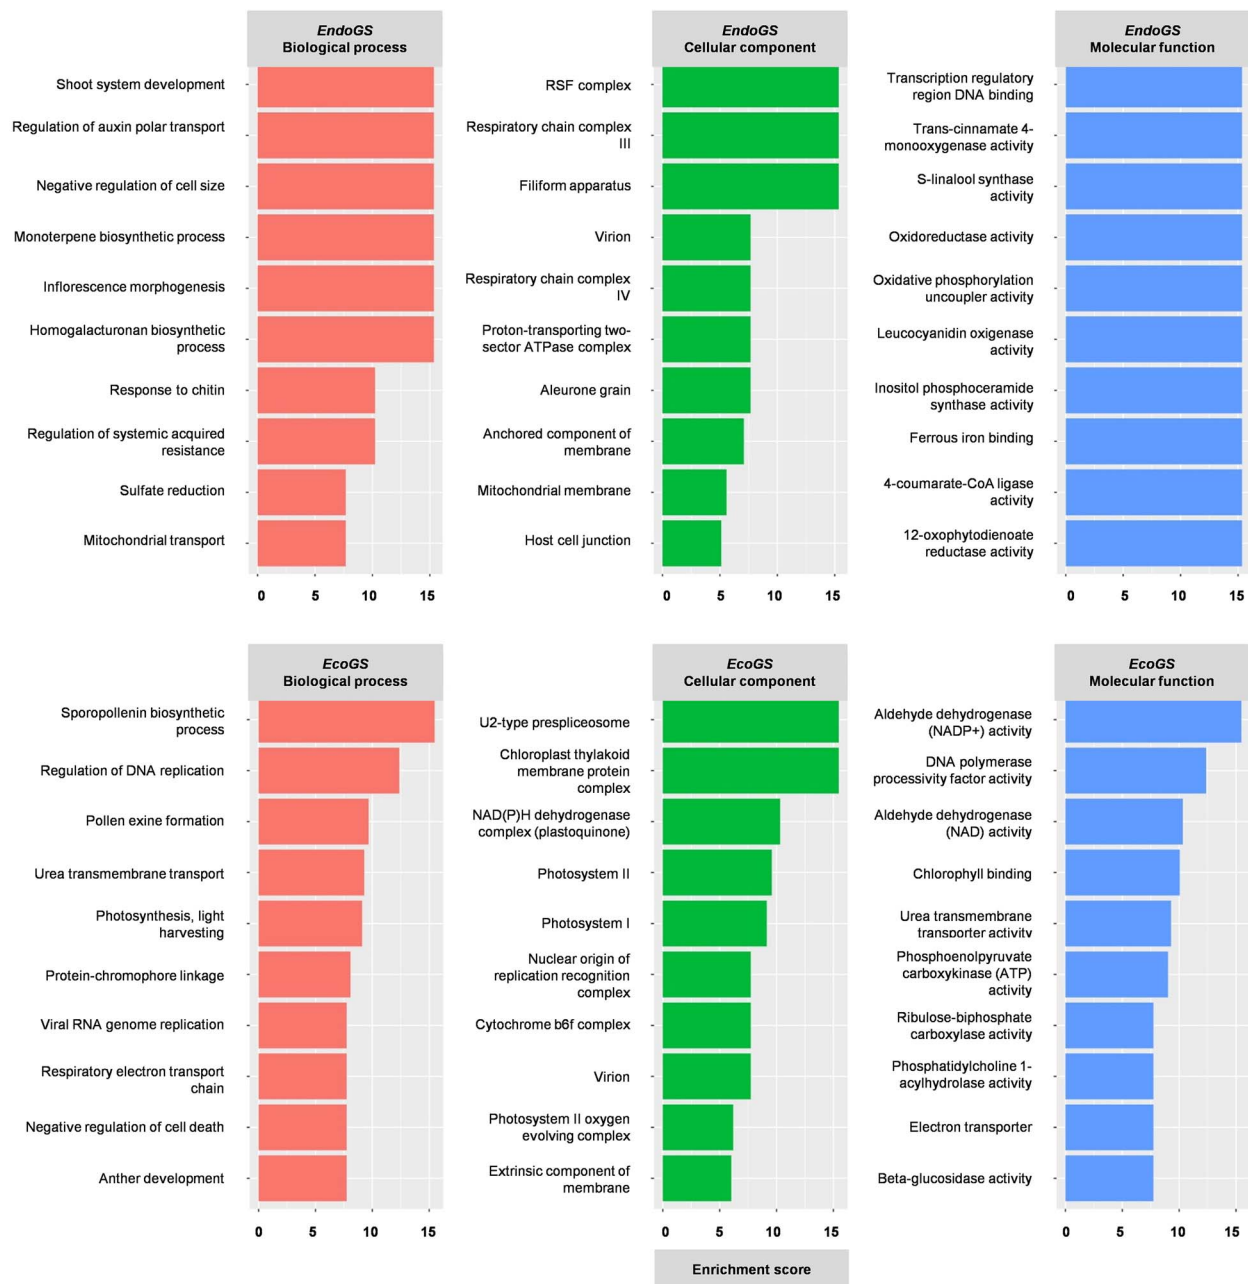 EndoGS
Biological process
Shoot system development
Regulation of auxin polar transport
Negative regulation of cell size
Monoterpene biosynthetic process
Inflorescence morphogenesis
Homogalacturonan biosynthetic
process
Response to chitin
Regulation of systemic acquired
resistance
Sulfate reduction
Mitochondrial transport
0 5 10 15
EndoGS
Cellular component
RSF complex
Respiratory chain complex
III
Filiform apparatus
Virion
Respiratory chain complex
IV
Proton-transporting two-
sector ATPase complex
Aleurone grain
Anchored component of
membrane
Mitochondrial membrane
Host cell junction
0 5 10 15
EndoGS
Molecular function
Transcription regulatory
region DNA binding
Trans-cinnamate 4-
monooxygenase activity
S-linalool synthase
activity
Oxidoreductase activity
Oxidative phosphorylation
uncoupler activity
Leucocyanidin oxigenase
activity
Inositol phosphoceramide
synthase activity
Ferrous iron binding
4-coumarate-CoA ligase
activity
12-oxophytodienoate
reductase activity
0 5 10 15
EcoGS
Biological process
Sporopollenin biosynthetic
process
Regulation of DNA replication
Pollen exine formation
Urea transmembrane transport
Photosynthesis, light
harvesting
Protein-chromophore linkage
Viral RNA genome replication
Respiratory electron transport
chain
Negative regulation of cell death
Anther development
0 5 10 15
EcoGS
Cellular component
U2-type prespliceosome
Chloroplast thylakoid
membrane protein
complex
NAD(P)H dehydrogenase
complex (plastoquinone)
Photosystem II
Photosystem I
Nuclear origin of
replication recognition
complex
Cytochrome b6f complex
Virion
Photosystem II oxygen
evolving complex
Extrinsic component of
membrane
0 5 10 15
EcoGS
Molecular function
Aldehyde dehydrogenase
(NADP+) activity
DNA polymerase
processivity factor activity
Aldehyde dehydrogenase
(NAD) activity
Chlorophyll binding
Urea transmembrane
transporter activity
Phosphoenolpyruvate
carboxykinase (ATP)
activity
Ribulose-biphosphate
carboxylase activity
Phosphatidylcholine 1-
acylhydrolase activity
Electron transporter
Beta-glucosidase activity
0 5 10 15
Enrichment score